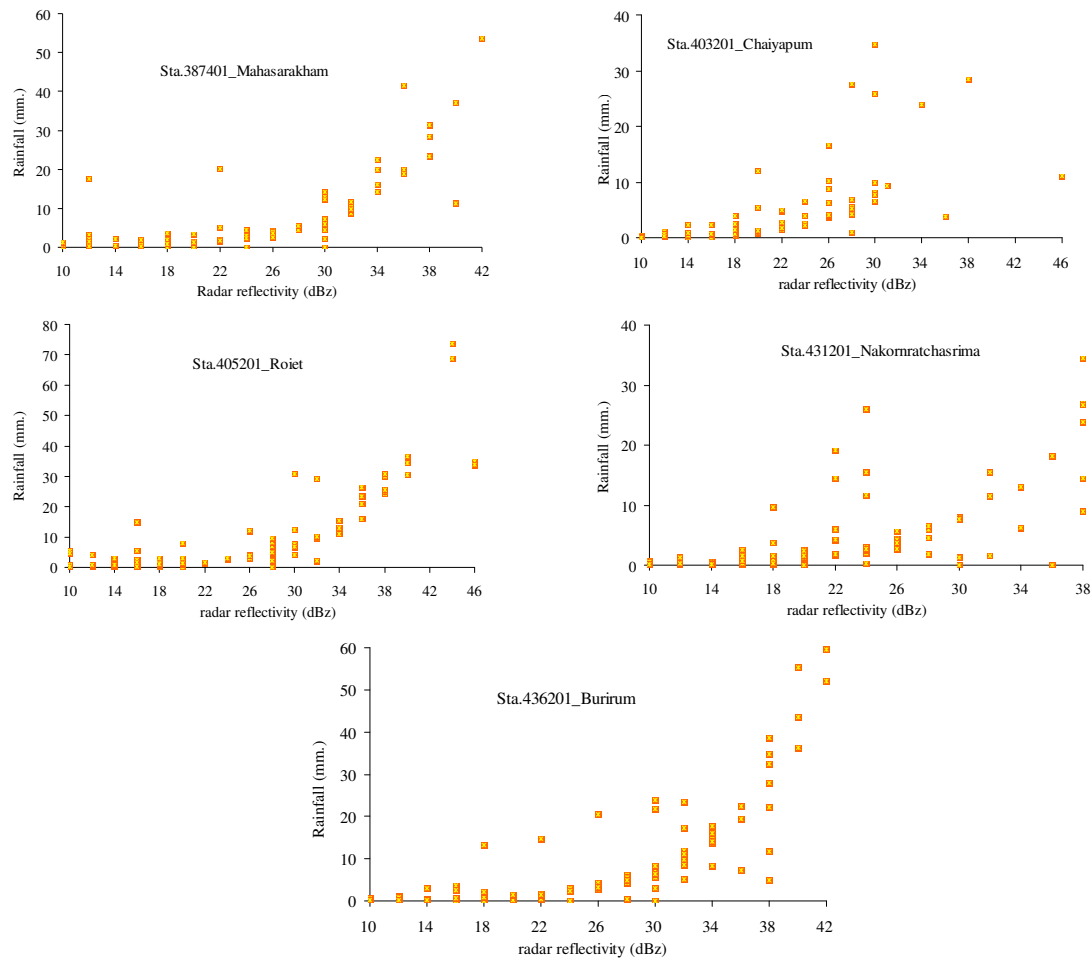 Sta.387401_Mahasarakham
Rainfall (mm.)
60
50
40
30
20
10
0
10 14 18 22 26 30 34 38 42
Radar reflectivity (dBz)
Sta.403201_Chaiyapum
Rainfall (mm.)
40
30
20
10
0
10 14 18 22 26 30 34 38 42 46
radar reflectivity (dBz)
Sta.405201_Roiet
Rainfall (mm.)
80
70
60
50
40
30
20
10
0
10 14 18 22 26 30 34 38 42 46
radar reflectivity (dBz)
Sta.431201_Nakornratchasrima
Rainfall (mm.)
40
30
20
10
0
10 14 18 22 26 30 34 38
radar reflectivity (dBz)
Sta.436201_Burirum
Rainfall (mm.)
60
50
40
30
20
10
0
10 14 18 22 26 30 34 38 42
radar reflectivity (dBz)